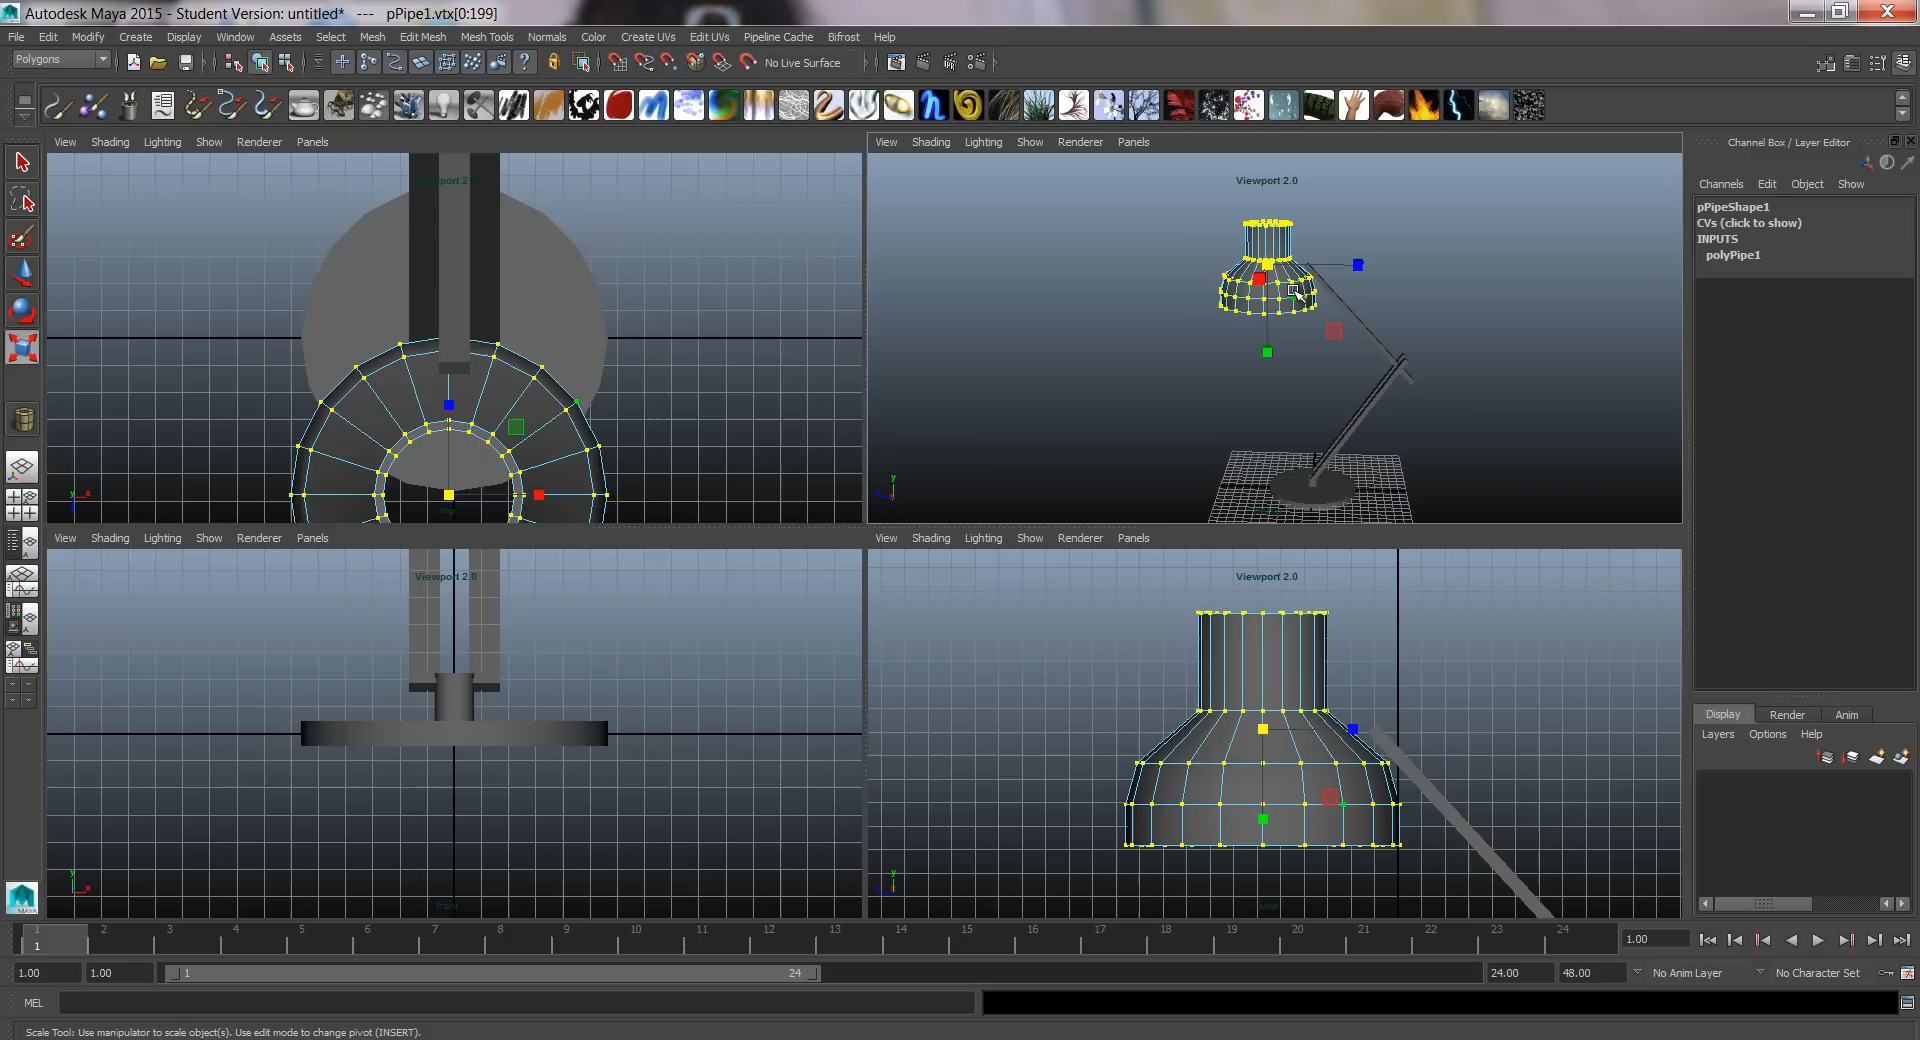 Autodesk Maya 2015 - Student Version: untitled* --- pPipe1.vtx[0:199]
File Edit Modify Create Display Window Assets Select Mesh Edit Mesh Mesh Tools Normals Color Create UVs Edit UVs Pipeline Cache Bifrost Help
Polygons No Live Surface
View Shading Lighting Show Renderer Panels
View Shading Lighting Show Renderer Panels
Channel Box / Layer Editor
Viewport 2.0
Viewport 2.0
Channels Edit Object Show
pPipeShape1
CVs (click to show)
INPUTS
polyPipe1
top
View Shading Lighting Show Renderer Panels
View Shading Lighting Show Renderer Panels
Viewport 2.0
Viewport 2.0
Display Render Anim
Layers Options Help
front
side
MAYA
1 2 3 4 5 6 7 8 9 10 11 12 13 14 15 16 17 18 19 20 21 22 23 24
1
1.00
1.00 1.00 1 24 24.00 48.00 No Anim Layer No Character Set
MEL
Scale Tool: Use manipulator to scale object(s). Use edit mode to change pivot (INSERT).